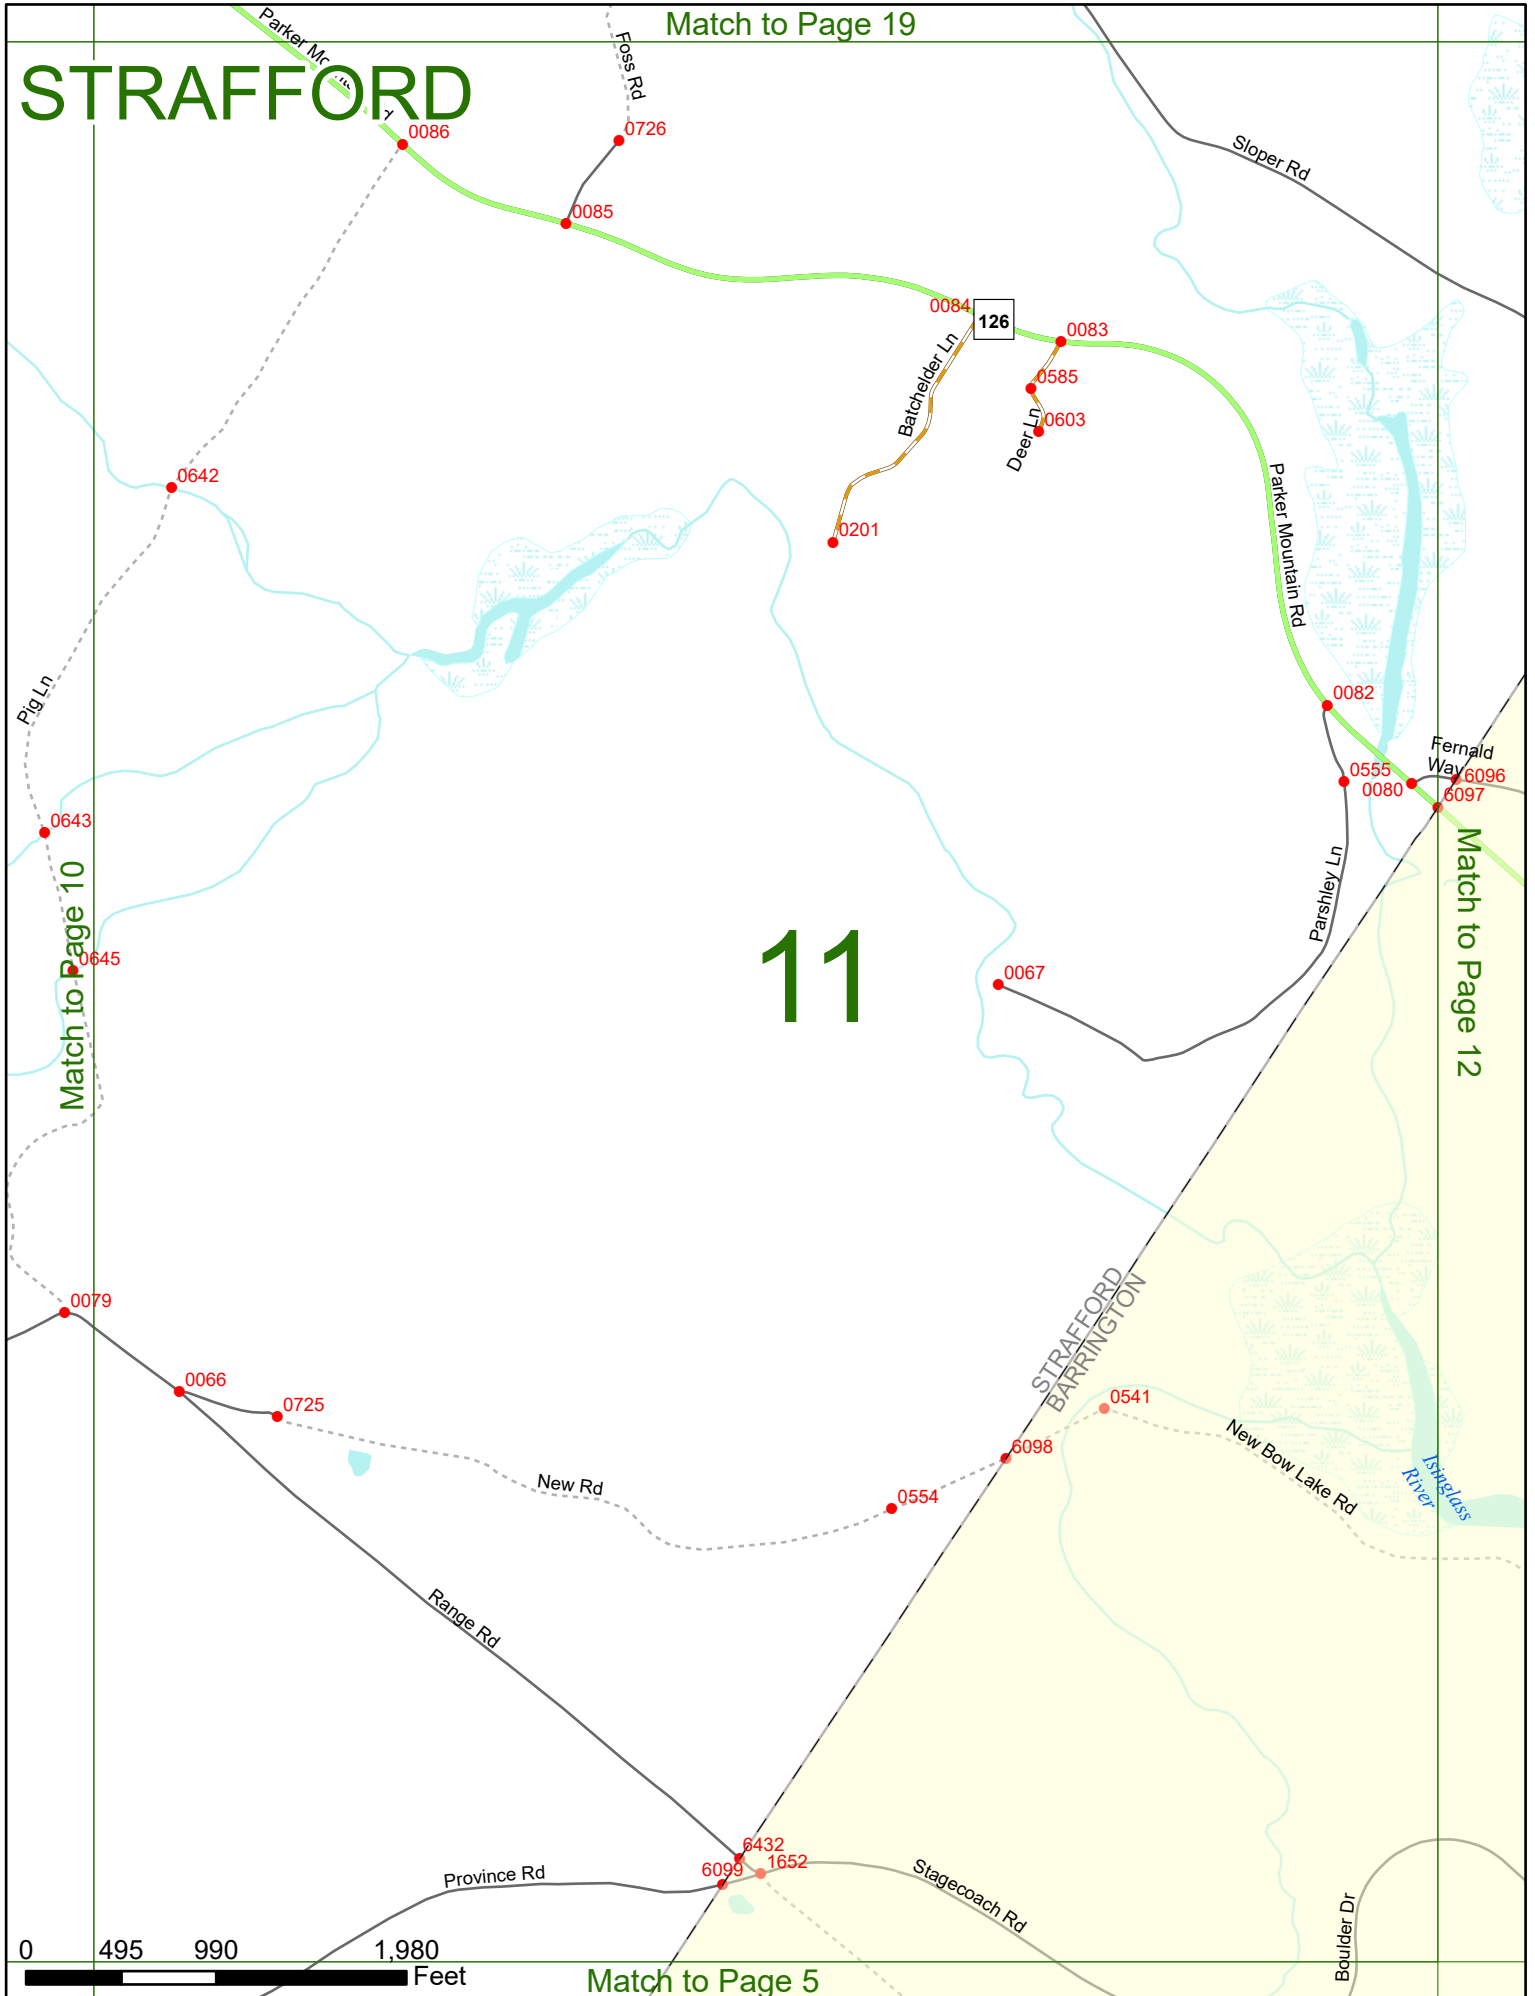 Match to Page 19
STRAFFORD
Foss Rd
0086
0726
Sloper Rd
0085
0084
126
0083
Batchelder Ln
0585
0603
Deer Ln
0642
0201
Parker Mountain Rd
Pig Ln
0082
Fernald
Way
0555
6096
0080
6097
0643
Match to Page 10
Match to Page 12
Parshley Ln
11
0645
0067
0079
STRAFFORD
BARRINGTON
0066
0725
0541
New Bow Lake Rd
6098
Isinglass
River
New Rd
0554
Range Rd
6432
1652
6099
Province Rd
Stagecoach Rd
Boulder Dr
0 495 990 1,980
Feet
Match to Page 5